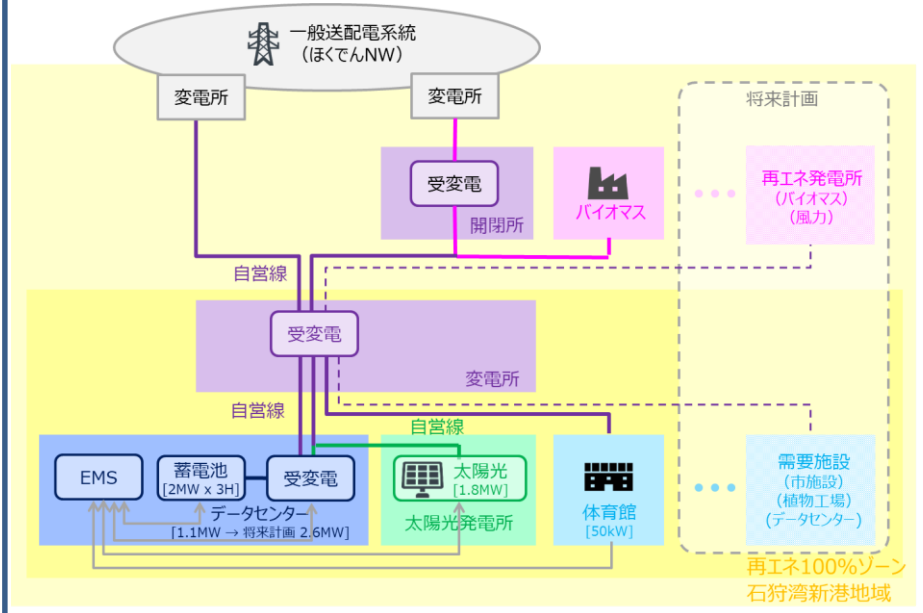 一般送配電系統
（ほくでんNW）
変電所
変電所
将来計画
受変電
開閉所
バイオマス
再エネ発電所
(バイオマス)
(風力)
自営線
受変電
変電所
自営線
自営線
EMS
蓄電池
[2MW x 3H]
受変電
データセンター
[1.1MW → 将来計画 2.6MW]
太陽光
[1.8MW]
太陽光発電所
体育館
[50kW]
需要施設
(市施設)
(植物工場)
(データセンター)
再エネ100％ゾーン
石狩湾新港地域